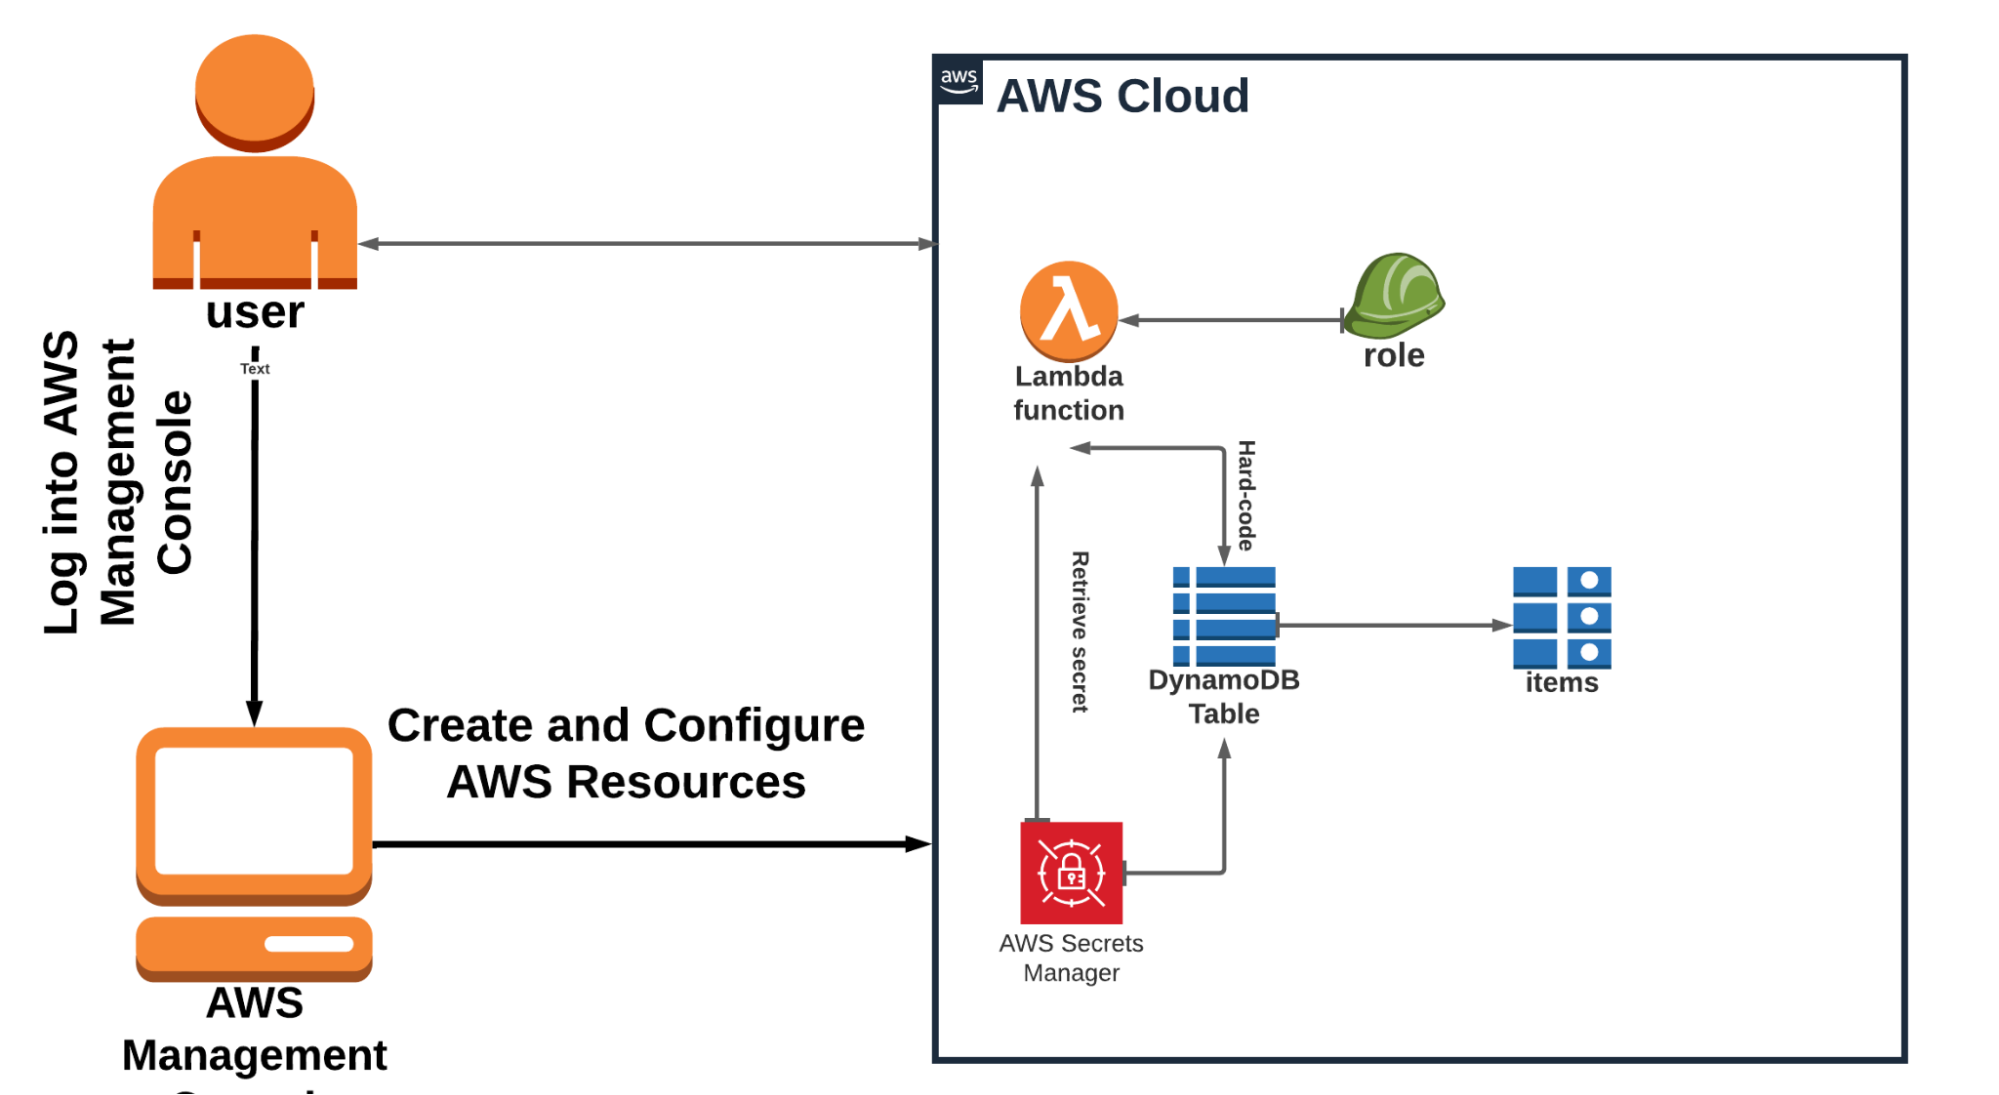 aws
AWS Cloud
user
Text
Log into AWS
Management
Console
Lambda
function
role
Hard-code
Retrieve secret
DynamoDB
Table
items
Create and Configure
AWS Resources
AWS Secrets
Manager
AWS
Management